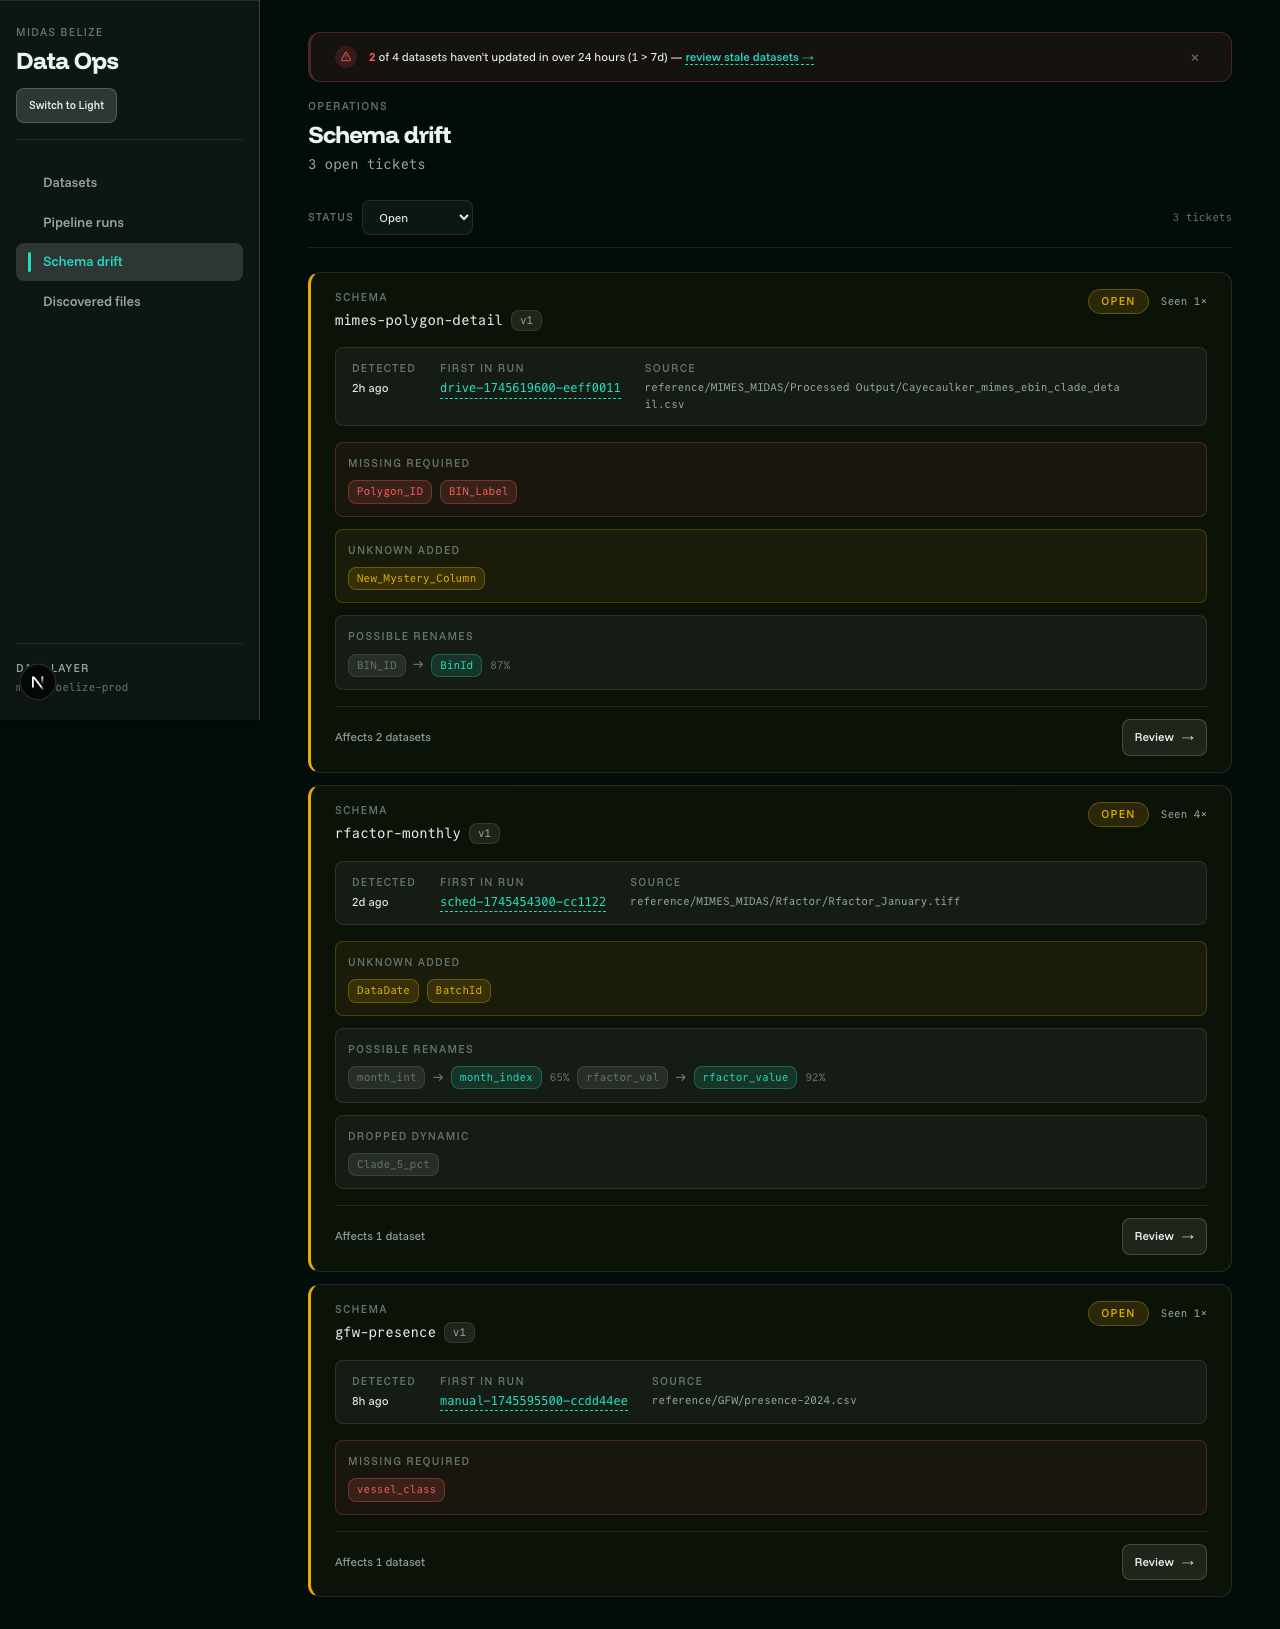 MIDAS BELIZE
Data Ops
Switch to Light
Datasets
Pipeline runs
Schema drift
Discovered files
LAYER
belize-prod
N
2 of 4 datasets haven't updated in over 24 hours (1 > 7d) — review stale datasets →
×
OPERATIONS
Schema drift
3 open tickets
STATUS
Open
3 tickets
SCHEMA
OPEN
Seen 1×
mimes-polygon-detail v1
DETECTED
FIRST IN RUN
SOURCE
2h ago
drive-1745619600-eeff0011
reference/MIMES_MIDAS/Processed Output/Cayecaulker_mimes_ebin_clade_deta
il.csv
MISSING REQUIRED
Polygon_ID BIN_Label
UNKNOWN ADDED
New_Mystery_Column
POSSIBLE RENAMES
BIN_ID → BinId 87%
Affects 2 datasets
Review →
SCHEMA
OPEN
Seen 4×
rfactor-monthly v1
DETECTED
FIRST IN RUN
SOURCE
2d ago
sched-1745454300-cc1122
reference/MIMES_MIDAS/Rfactor/Rfactor_January.tiff
UNKNOWN ADDED
DataDate BatchId
POSSIBLE RENAMES
month_int → month_index 65% rfactor_val → rfactor_value 92%
DROPPED DYNAMIC
Clade_5_pct
Affects 1 dataset
Review →
SCHEMA
OPEN
Seen 1×
gfw-presence v1
DETECTED
FIRST IN RUN
SOURCE
8h ago
manual-1745595500-ccdd44ee
reference/GFW/presence-2024.csv
MISSING REQUIRED
vessel_class
Affects 1 dataset
Review →